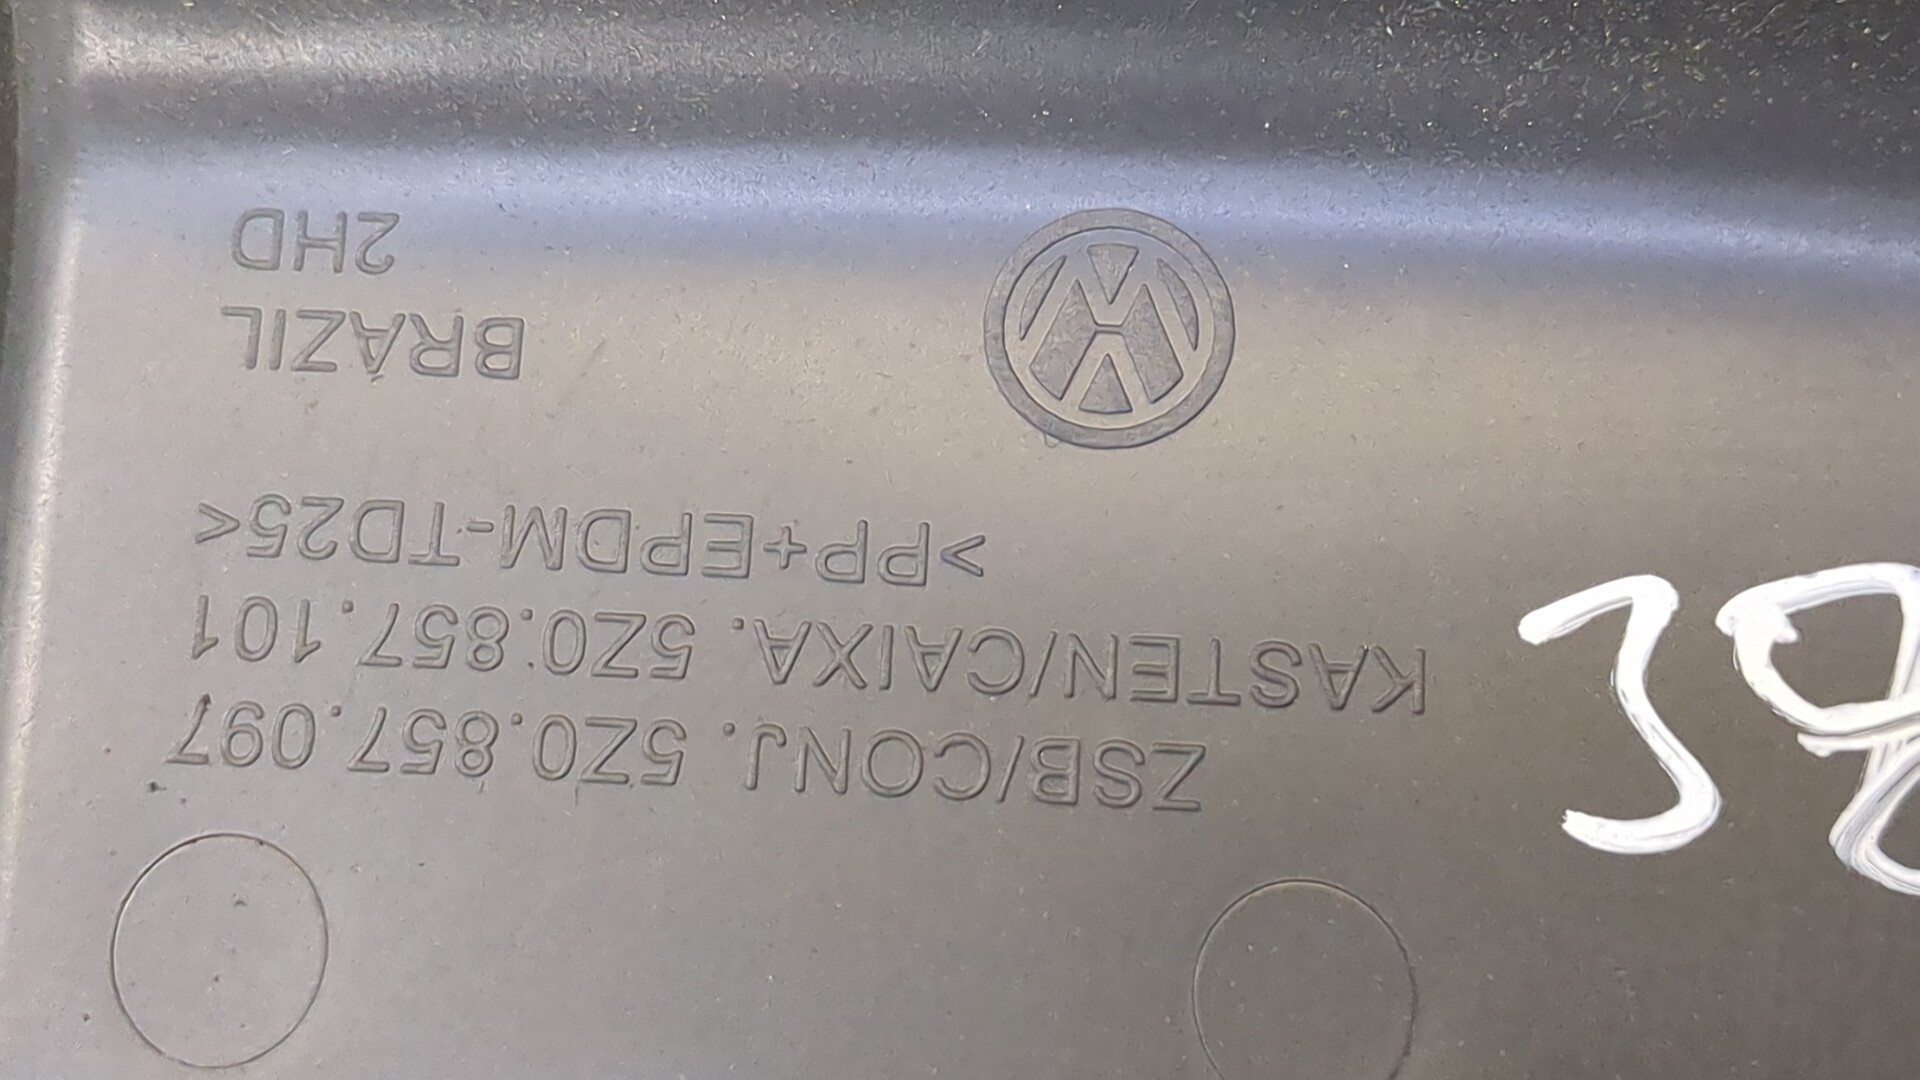 ZSB/CONJ. 5Z0.857.097
KASTEN/CAIXA. 5Z0.857.101
>PP+EPDM-TD25<
BRAZIL
2HD